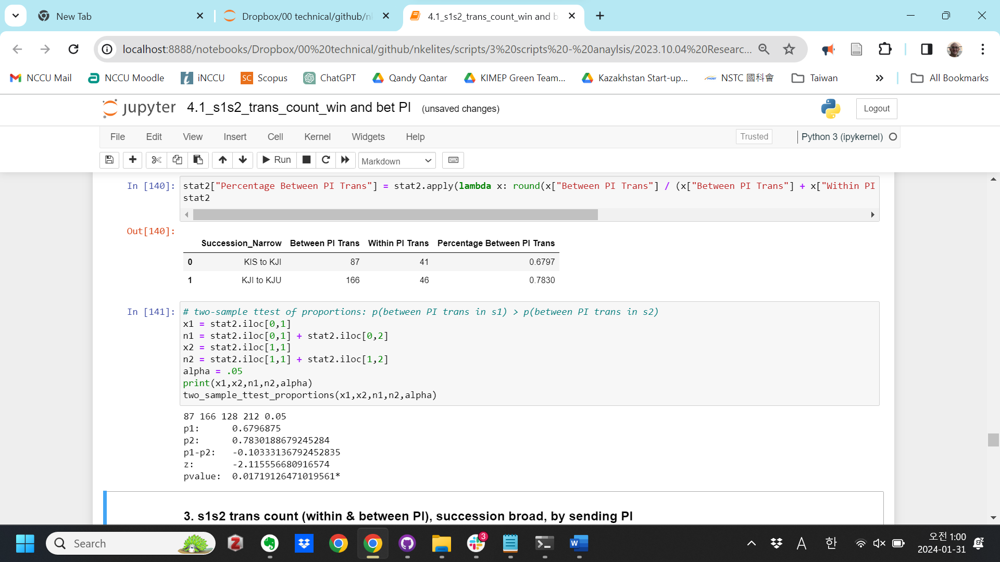 New Tab
Dropbox/00 technical/github/nk
4.1_s1s2_trans_count_win and b
localhost:8888/notebooks/Dropbox/00%20technical/github/nkelites/scripts/3%20scripts%20-%20anaylsis/2023.10.04%20Researc...
NCCU Mail
NCCU Moodle
iNCCU
SC Scopus
ChatGPT
Qandy Qantar
KIMEP Green Team...
Kazakhstan Start-up...
MOST NSTC 國科會
Taiwan
»
All Bookmarks
jupyter 4.1_s1s2_trans_count_win and bet PI (unsaved changes)
Logout
File Edit View Insert Cell Kernel Widgets Help
Trusted
Python 3 (ipykernel)
Run
Markdown
In [140]: stat2["Percentage Between PI Trans"] = stat2.apply(lambda x: round(x["Between PI Trans"] / (x["Between PI Trans"] + x["Within PI
stat2
Out[140]:
Succession_Narrow Between PI Trans Within PI Trans Percentage Between PI Trans
0 KIS to KJI 87 41 0.6797
1 KJI to KJU 166 46 0.7830
In [141]: # two-sample ttest of proportions: p(between PI trans in s1) > p(between PI trans in s2)
x1 = stat2.iloc[0,1]
n1 = stat2.iloc[0,1] + stat2.iloc[0,2]
x2 = stat2.iloc[1,1]
n2 = stat2.iloc[1,1] + stat2.iloc[1,2]
alpha = .05
print(x1,x2,n1,n2,alpha)
two_sample_ttest_proportions(x1,x2,n1,n2,alpha)
87 166 128 212 0.05
p1: 0.6796875
p2: 0.7830188679245284
p1-p2: -0.10333136792452835
z: -2.115556680916574
pvalue: 0.01719126471019561*
3. s1s2 trans count (within & between PI), succession broad, by sending PI
Search
Z
3
W
A
한
오전 1:00
2024-01-31